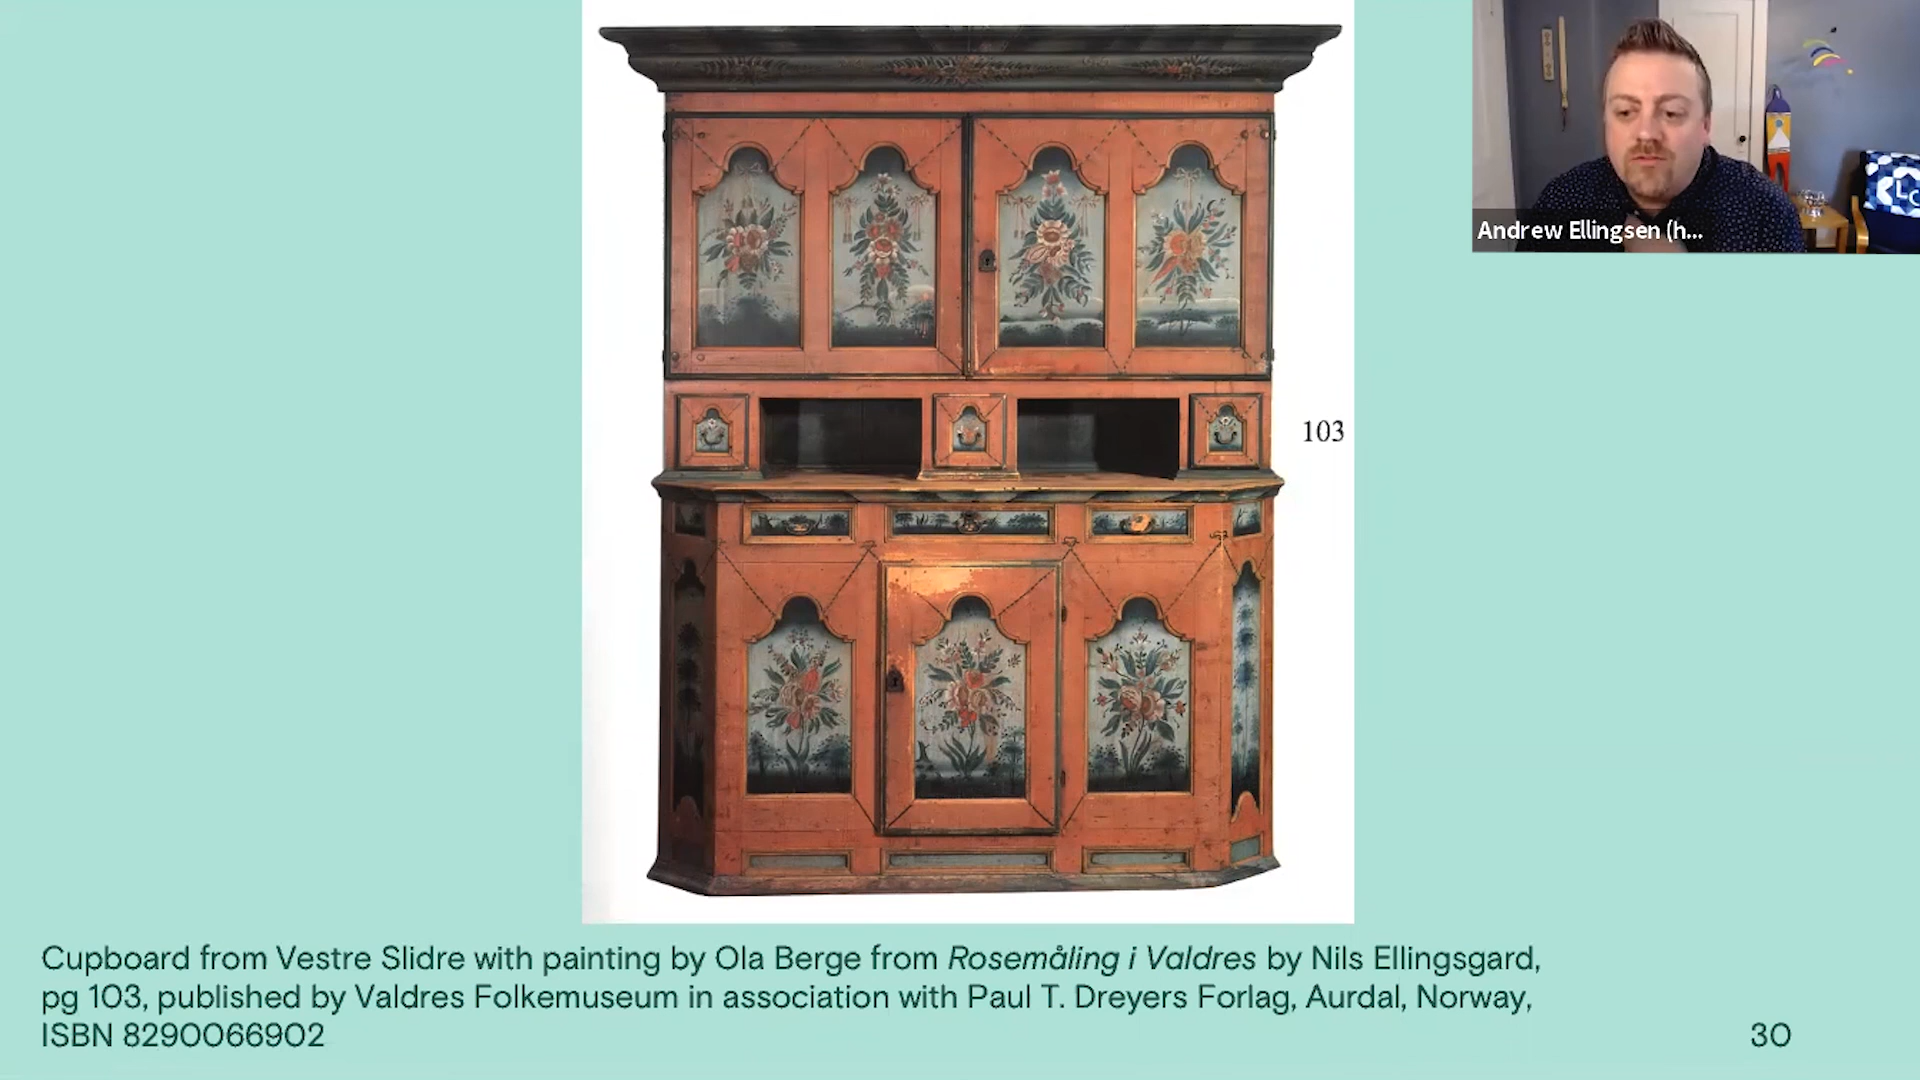 Andrew Ellingsen (h...
103
Cupboard from Vestre Slidre with painting by Ola Berge from Rosemåling i Valdres by Nils Ellingsgard,
pg 103, published by Valdres Folkemuseum in association with Paul T. Dreyers Forlag, Aurdal, Norway,
ISBN 8290066902
30